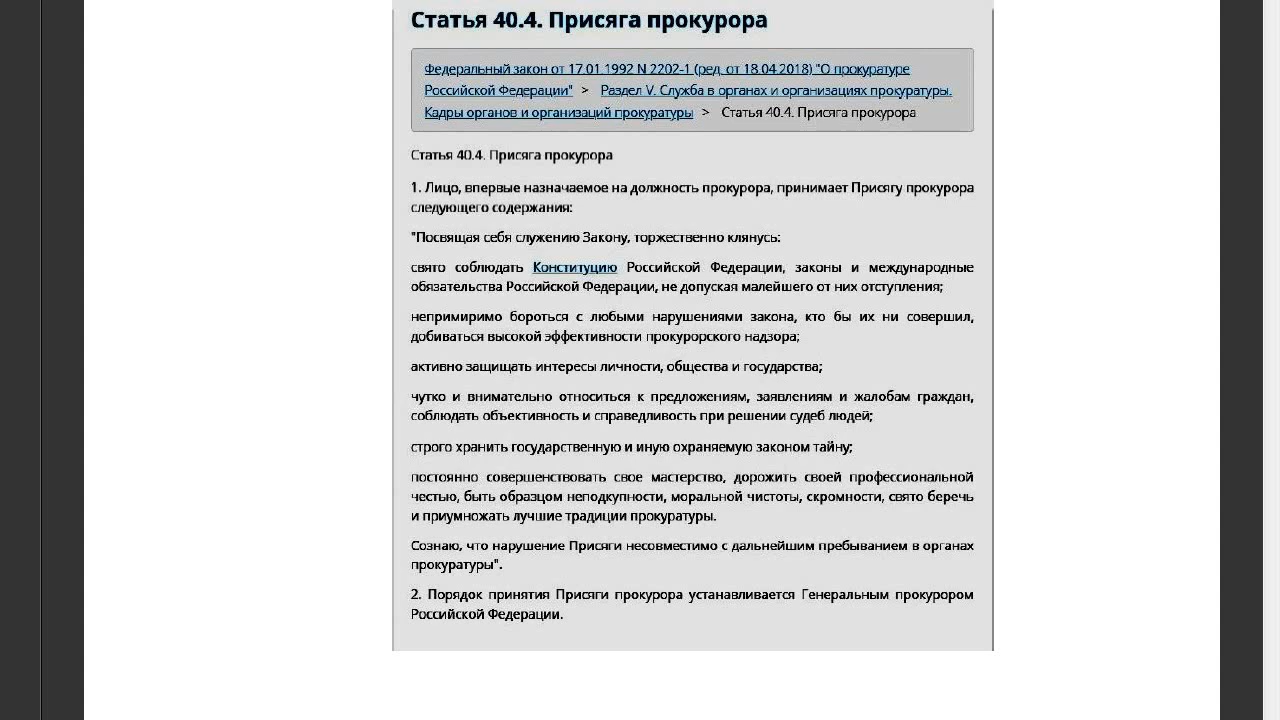 Статья 40.4. Присяга прокурора
Федеральный закон от 17.01.1992 N 2202-1 (ред. от 18.04.2018) "О прокуратуре
Российской Федерации" > Раздел V. Служба в органах и организациях прокуратуры.
Кадры органов и организаций прокуратуры > Статья 40.4. Присяга прокурора
Статья 40.4. Присяга прокурора
1. Лицо, впервые назначаемое на должность прокурора, принимает Присягу прокурора
следующего содержания:
"Посвящая себя служению Закону, торжественно клянусь:
свято соблюдать Конституцию Российской Федерации, законы и международные
обязательства Российской Федерации, не допуская малейшего от них отступления;
непримиримо бороться с любыми нарушениями закона, кто бы их ни совершил,
добиваться высокой эффективности прокурорского надзора;
активно защищать интересы личности, общества и государства;
чутко и внимательно относиться к предложениям, заявлениям и жалобам граждан,
соблюдать объективность и справедливость при решении судеб людей;
строго хранить государственную и иную охраняемую законом тайну;
постоянно совершенствовать свое мастерство, дорожить своей профессиональной
честью, быть образцом неподкупности, моральной чистоты, скромности, свято беречь
и приумножать лучшие традиции прокуратуры.
Сознаю, что нарушение Присяги несовместимо с дальнейшим пребыванием в органах
прокуратуры".
2. Порядок принятия Присяги прокурора устанавливается Генеральным прокурором
Российской Федерации.